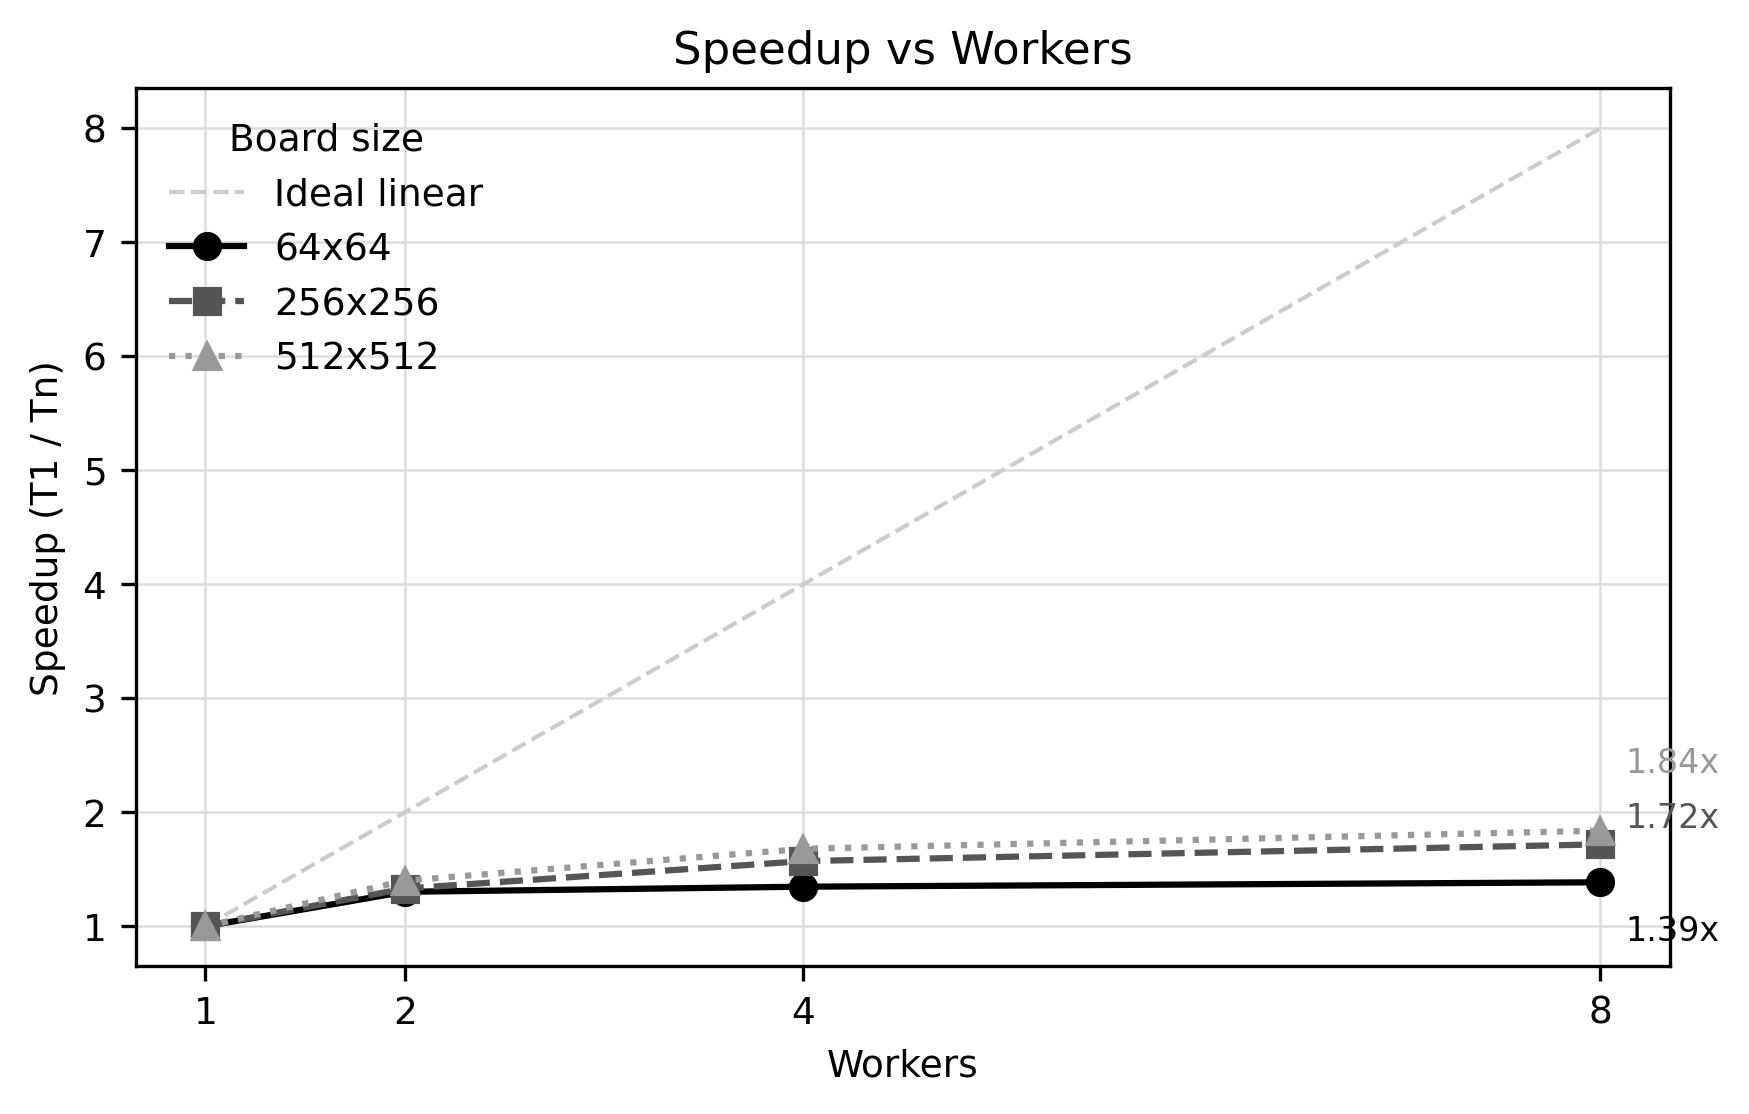 Speedup vs Workers
Speedup (T1 / Tn)
8
7
6
5
4
3
2
1
Board size
Ideal linear
64x64
256x256
512x512
1.84x
1.72x
1.39x
1 2 4 8
Workers